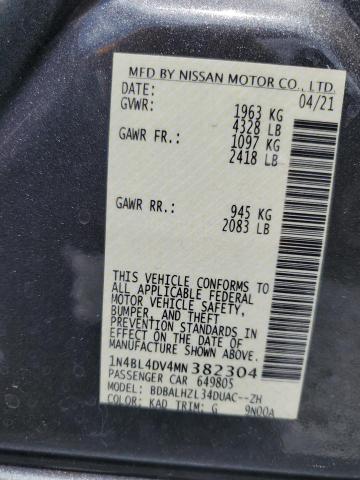 MFD BY NISSAN MOTOR CO., LTD.
DATE: 04/21
GVWR: 1963 KG
4328 LB
GAWR FR.: 1097 KG
2418 LB
GAWR RR.: 945 KG
2083 LB
THIS VEHICLE CONFORMS TO
ALL APPLICABLE FEDERAL
MOTOR VEHICLE SAFETY,
BUMPER, AND THEFT
PREVENTION STANDARDS IN
EFFECT ON THE DATE OF
MANUFACTURE SHOWN ABOVE.
1N4BL4DV4MN382304
PASSENGER CAR 649805
MODEL: BDBALHZL34DUAC--ZH
COLOR: KAD TRIM: G 9N00A